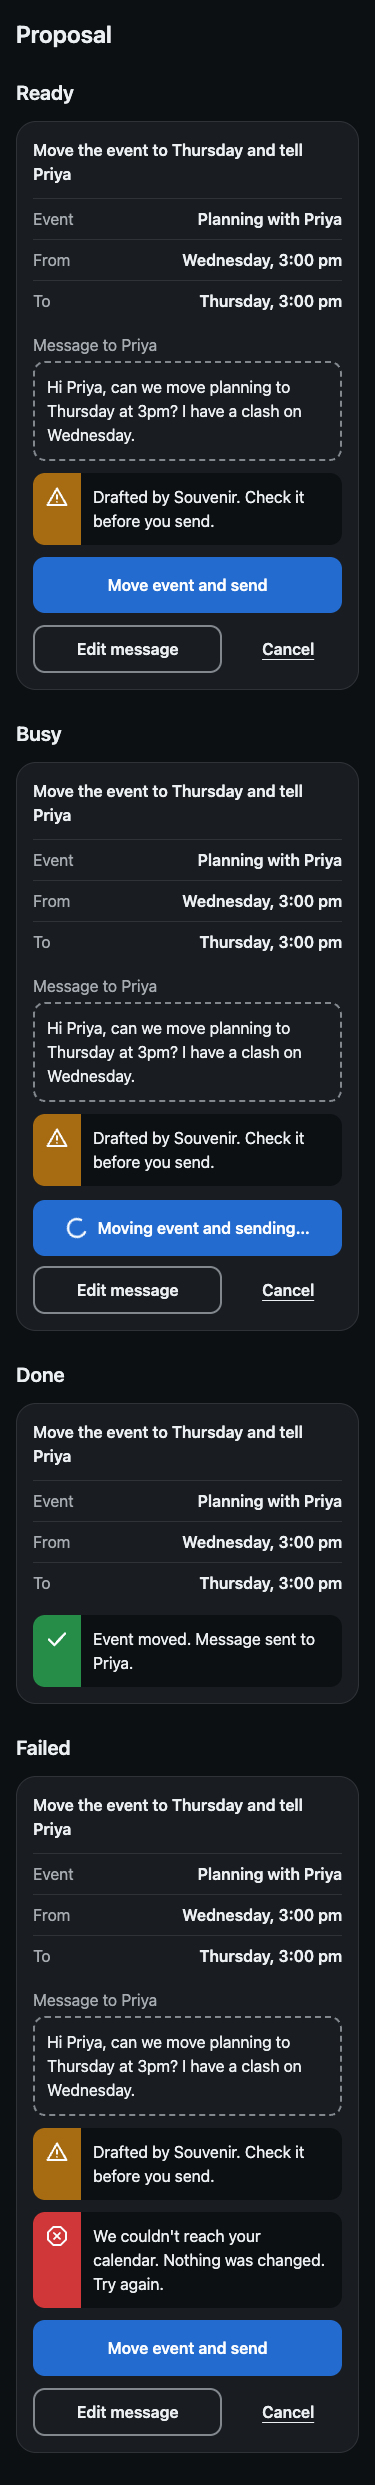 Proposal
Ready
Move the event to Thursday and tell
Priya
Event Planning with Priya
From Wednesday, 3:00 pm
To Thursday, 3:00 pm
Message to Priya
Hi Priya, can we move planning to
Thursday at 3pm? I have a clash on
Wednesday.
Drafted by Souvenir. Check it
before you send.
Move event and send
Edit message Cancel
Busy
Move the event to Thursday and tell
Priya
Event Planning with Priya
From Wednesday, 3:00 pm
To Thursday, 3:00 pm
Message to Priya
Hi Priya, can we move planning to
Thursday at 3pm? I have a clash on
Wednesday.
Drafted by Souvenir. Check it
before you send.
Moving event and sending...
Edit message Cancel
Done
Move the event to Thursday and tell
Priya
Event Planning with Priya
From Wednesday, 3:00 pm
To Thursday, 3:00 pm
Event moved. Message sent to
Priya.
Failed
Move the event to Thursday and tell
Priya
Event Planning with Priya
From Wednesday, 3:00 pm
To Thursday, 3:00 pm
Message to Priya
Hi Priya, can we move planning to
Thursday at 3pm? I have a clash on
Wednesday.
Drafted by Souvenir. Check it
before you send.
We couldn't reach your
calendar. Nothing was changed.
Try again.
Move event and send
Edit message Cancel